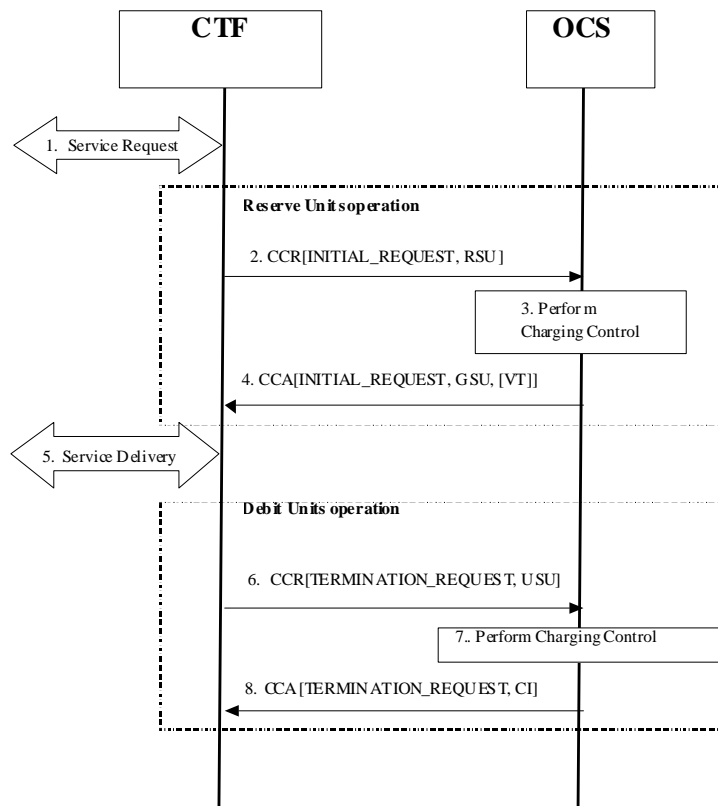 CTF
OCS
1. Service Request
Reserve Units operation
2. CCR[INITIAL_REQUEST, RSU]
3. Perform
Charging Control
4. CCA[INITIAL_REQUEST, GSU, [VT]]
5. Service Delivery
Debit Units operation
6. CCR[TERMINATION_REQUEST, USU]
7.. Perform Charging Control
8. CCA[TERMINATION_REQUEST, CI]